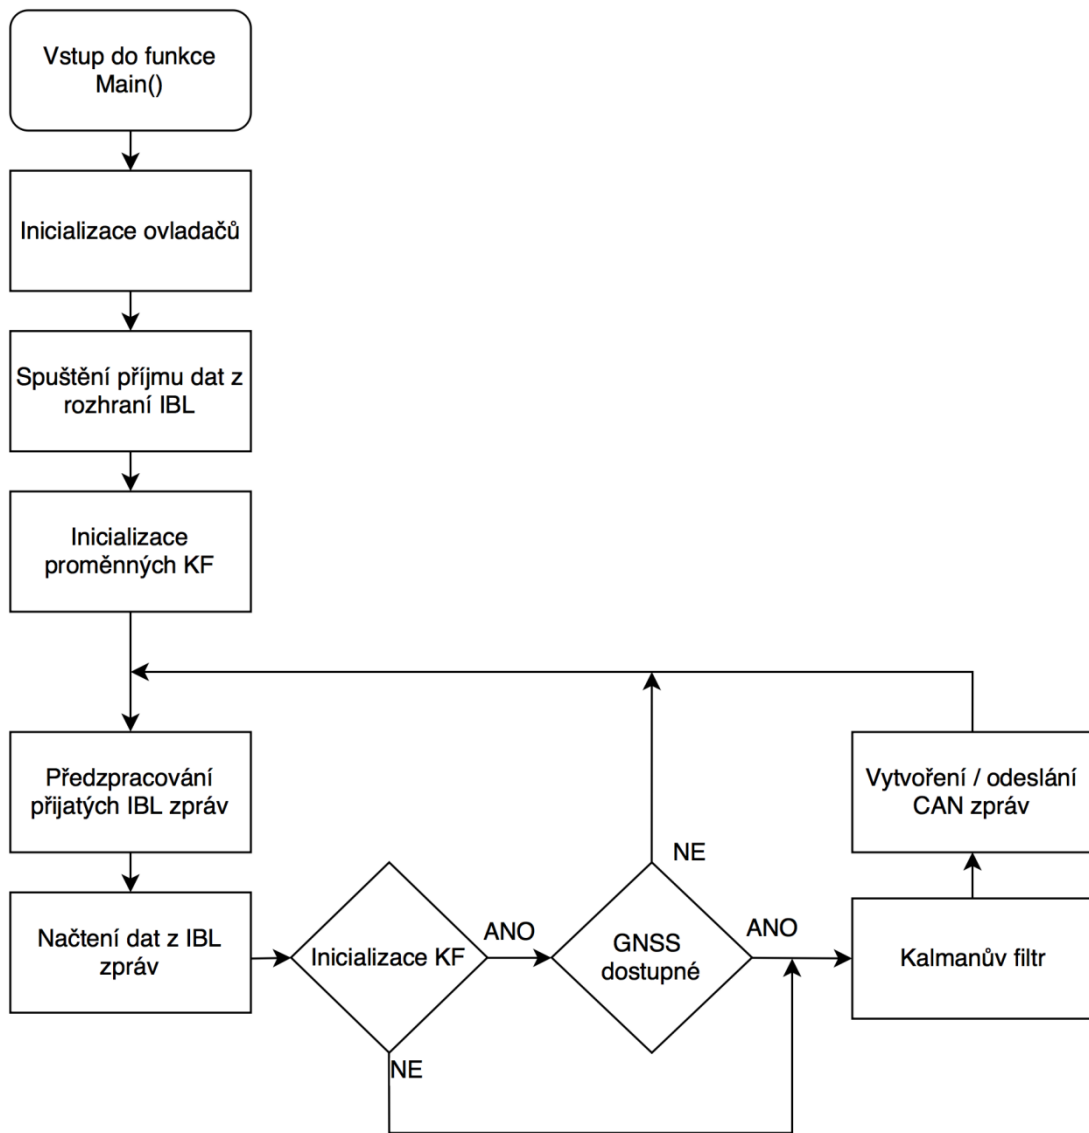 Vstup do funkce
Main()
Inicializace ovladačů
Spuštění příjmu dat z
rozhraní IBL
Inicializace
proměnných KF
Předzpracování
přijatých IBL zpráv
Načtení dat z IBL
zpráv
Inicializace KF
ANO
NE
GNSS
dostupné
NE
ANO
Kalmanův filtr
Vytvoření / odeslání
CAN zpráv